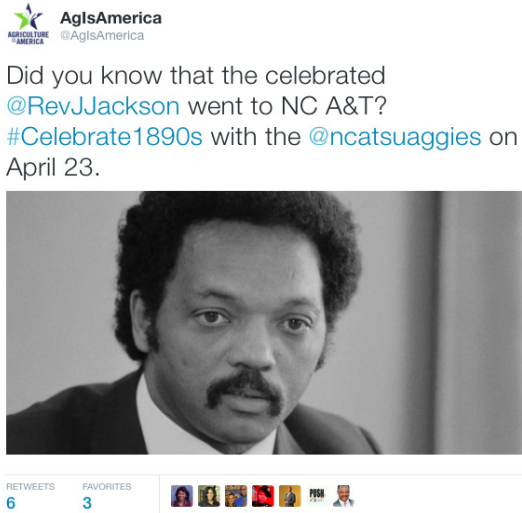 AgIsAmerica
@AgIsAmerica
AGRICULTURE
IS AMERICA
Did you know that the celebrated
@RevJJackson went to NC A&T?
#Celebrate1890s with the @ncatsuaggies on
April 23.
RETWEETS
FAVORITES
6
3
PUSH